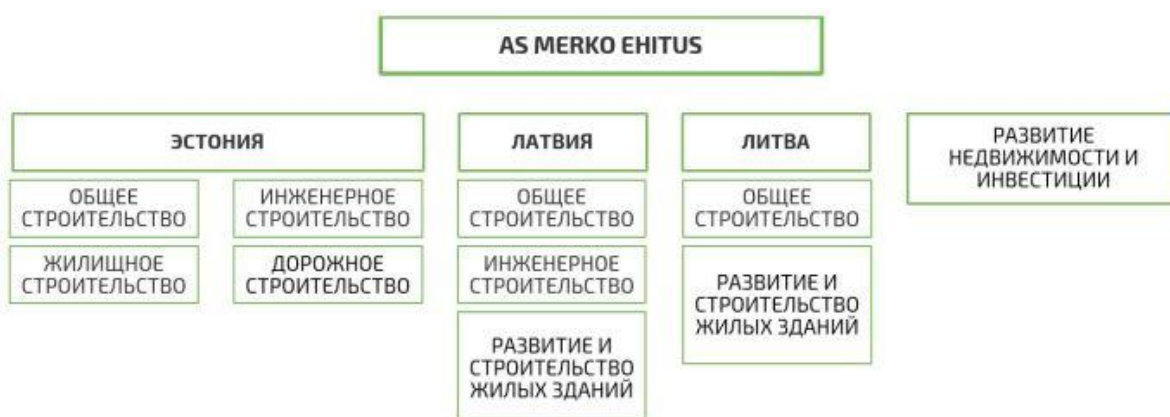 AS MERKO EHITUS
ЭСТОНИЯ
ОБЩЕЕ
СТРОИТЕЛЬСТВО
ИНЖЕНЕРНОЕ
СТРОИТЕЛЬСТВО
ЖИЛИЩНОЕ
СТРОИТЕЛЬСТВО
ДОРОЖНОЕ
СТРОИТЕЛЬСТВО
ЛАТВИЯ
ОБЩЕЕ
СТРОИТЕЛЬСТВО
ИНЖЕНЕРНОЕ
СТРОИТЕЛЬСТВО
РАЗВИТИЕ И
СТРОИТЕЛЬСТВО
ЖИЛЫХ ЗДАНИЙ
ЛИТВА
ОБЩЕЕ
СТРОИТЕЛЬСТВО
РАЗВИТИЕ И
СТРОИТЕЛЬСТВО
ЖИЛЫХ ЗДАНИЙ
РАЗВИТИЕ
НЕДВИЖИМОСТИ И
ИНВЕСТИЦИИ